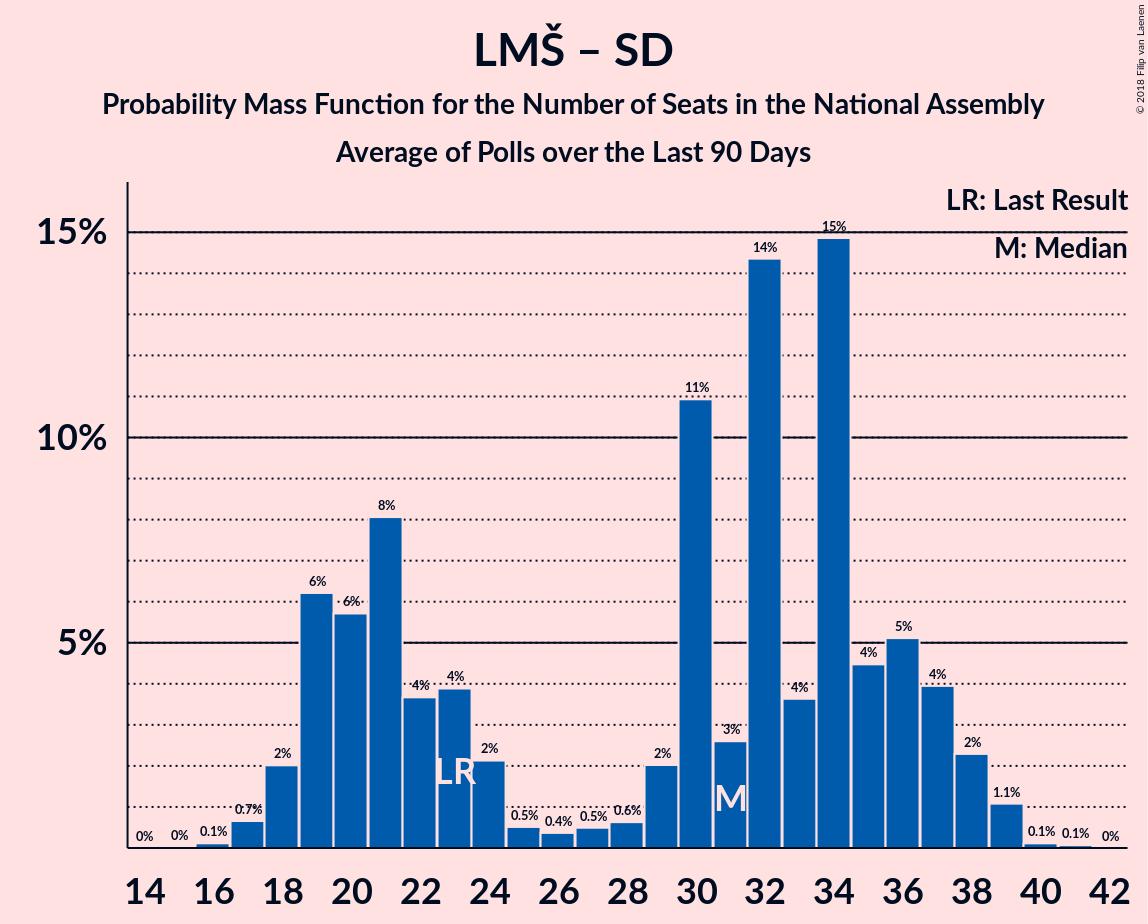 LMŠ – SD
Probability Mass Function for the Number of Seats in the National Assembly
Average of Polls over the Last 90 Days
© 2018 Filip van Laenen
LR: Last Result
M: Median
15%
10%
5%
0% 0% 0.1% 0.7% 2% 6% 6% 8% 4% 4% 2% 0.5% 0.4% 0.5% 0.6% 2% 11% 3% 14% 4% 15% 4% 5% 4% 2% 1.1% 0.1% 0.1% 0%
LR
M
14 16 18 20 22 24 26 28 30 32 34 36 38 40 42